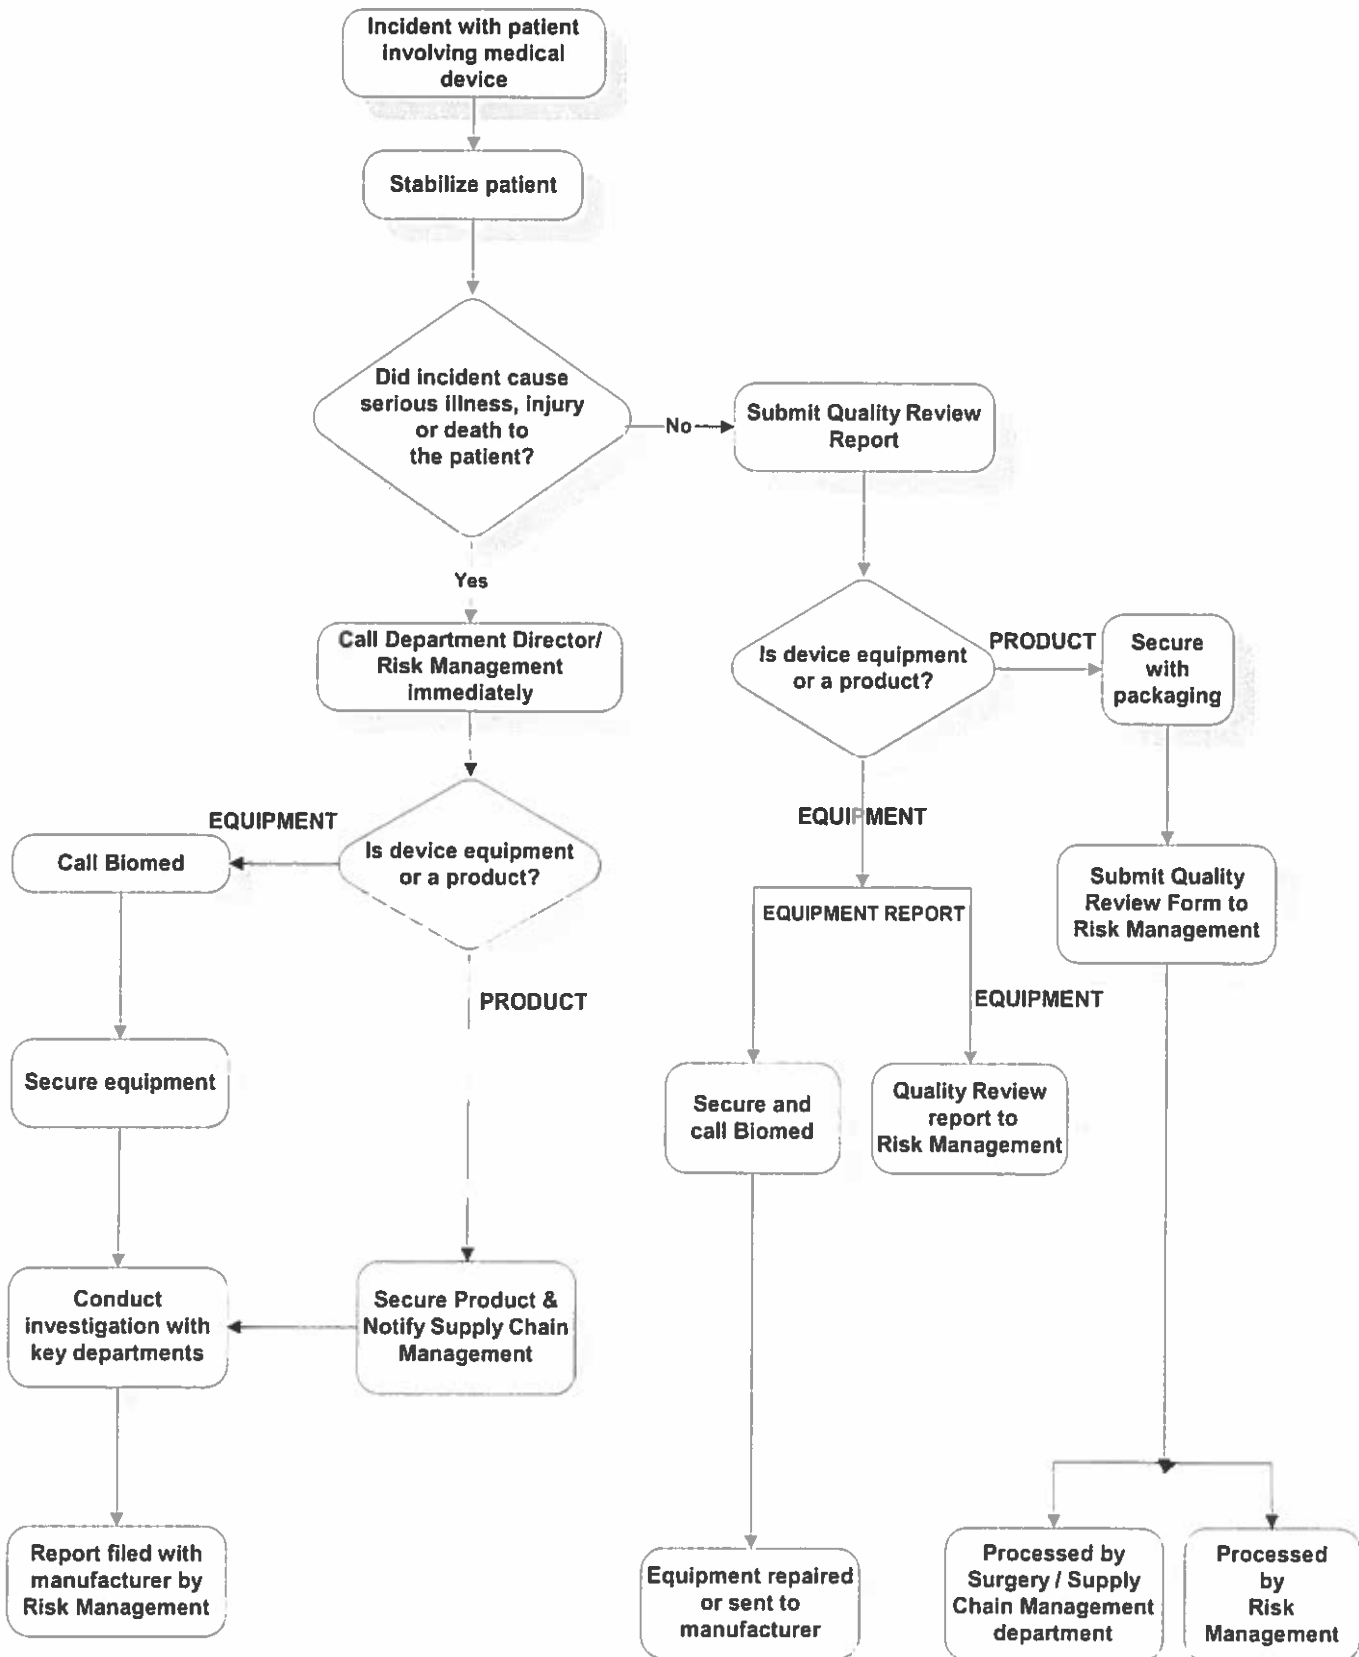 Incident with patient
involving medical
device
Stabilize patient
Did incident cause
serious illness, injury
or death to
the patient?
No
Submit Quality Review
Report
Yes
Call Department Director/
Risk Management
immediately
Is device equipment
or a product?
PRODUCT
Secure
with
packaging
EQUIPMENT
EQUIPMENT
Call Biomed
Is device equipment
or a product?
Submit Quality
Review Form to
Risk Management
EQUIPMENT REPORT
PRODUCT
EQUIPMENT
Secure equipment
Secure and
call Biomed
Quality Review
report to
Risk Management
Conduct
investigation with
key departments
Secure Product &
Notify Supply Chain
Management
Report filed with
manufacturer by
Risk Management
Equipment repaired
or sent to
manufacturer
Processed by
Surgery / Supply
Chain Management
department
Processed
by
Risk
Management